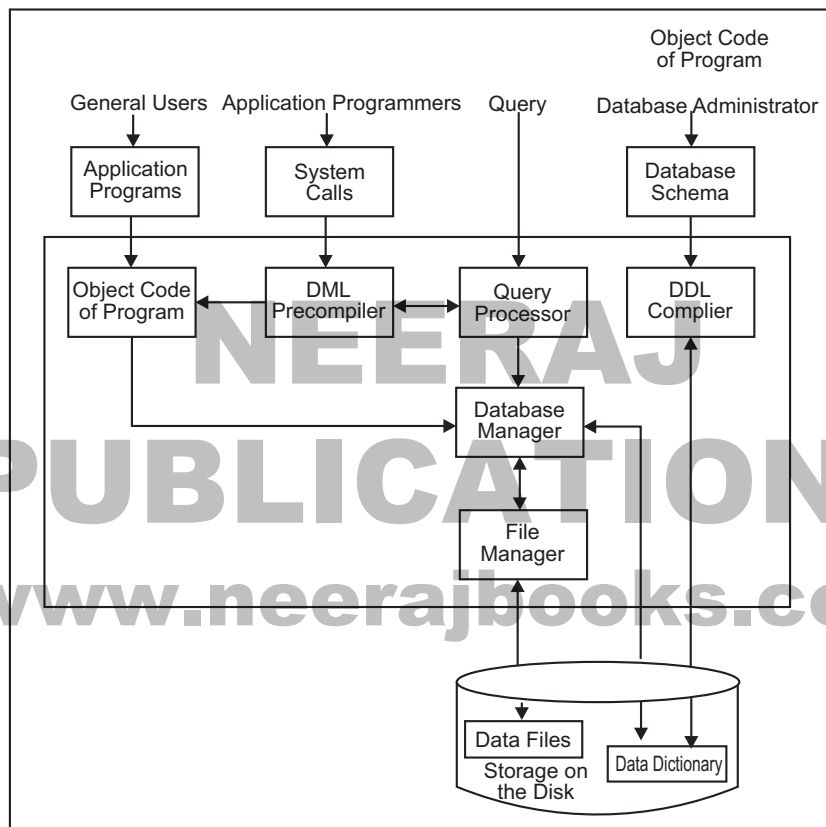 Object Code
of Program
General Users
Application Programmers
Query
Database Administrator
Application
Programs
System
Calls
Database
Schema
Object Code
of Program
DML
Precompiler
Query
Processor
DDL
Complier
NEERAJ
Database
Manager
PUBLICATION
File
Manager
www.neerajbooks.co
Data Files
Data Dictionary
Storage on
the Disk